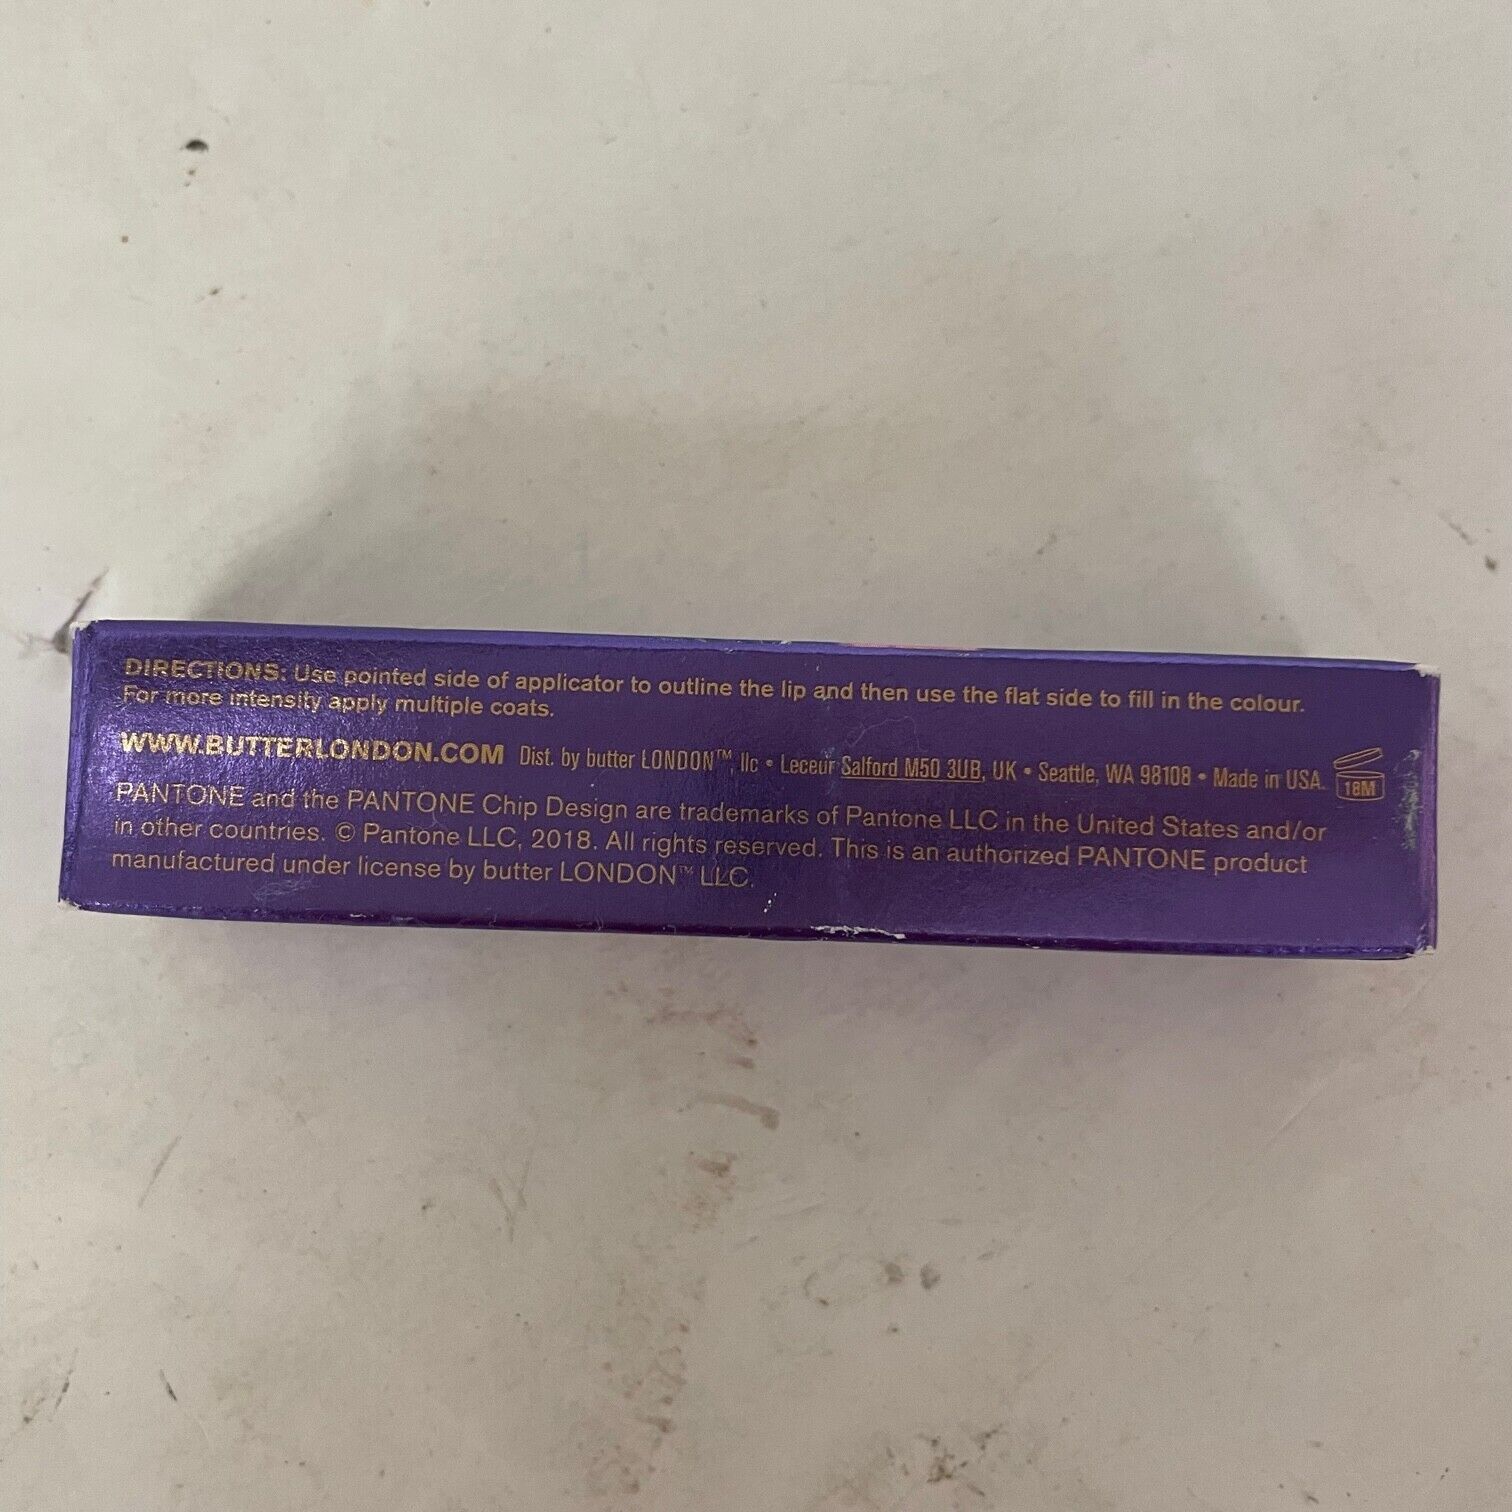 DIRECTIONS: Use pointed side of applicator to outline the lip and then use the flat side to fill in the colour.
For more intensity apply multiple coats.
WWW.BUTTERLONDON.COM Dist. by butter LONDON™, llc • Leceur Salford M50 3UB, UK • Seattle, WA 98108 • Made in USA. 18M
PANTONE and the PANTONE Chip Design are trademarks of Pantone LLC in the United States and/or
in other countries. © Pantone LLC, 2018. All rights reserved. This is an authorized PANTONE product
manufactured under license by butter LONDON™ LLC.